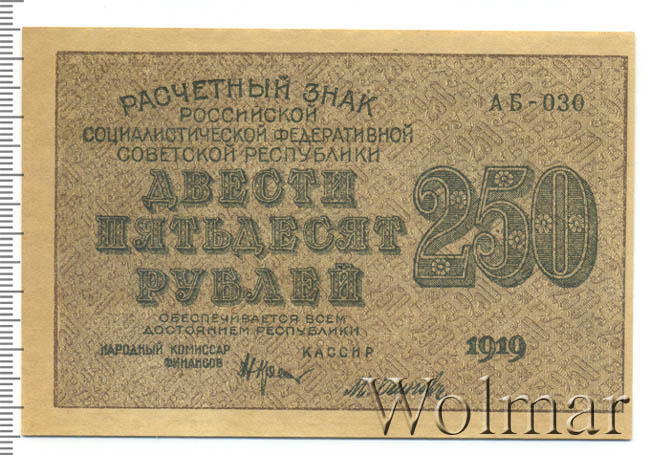 РАСЧЕТНЫЙ ЗНАК
РОССИЙСКОЙ
СОЦИАЛИСТИЧЕСКОЙ ФЕДЕРАТИВНОЙ
СОВЕТСКОЙ РЕСПУБЛИКИ
АБ-030
ДВЕСТИ
ПЯТЬДЕСЯТ
РУБЛЕЙ
250
ОБЕСПЕЧИВАЕТСЯ ВСЕМ
ДОСТОЯНИЕМ РЕСПУБЛИКИ
НАРОДНЫЙ КОМИССАР
ФИНАНСОВ
КАССИР
1919
Wolmar